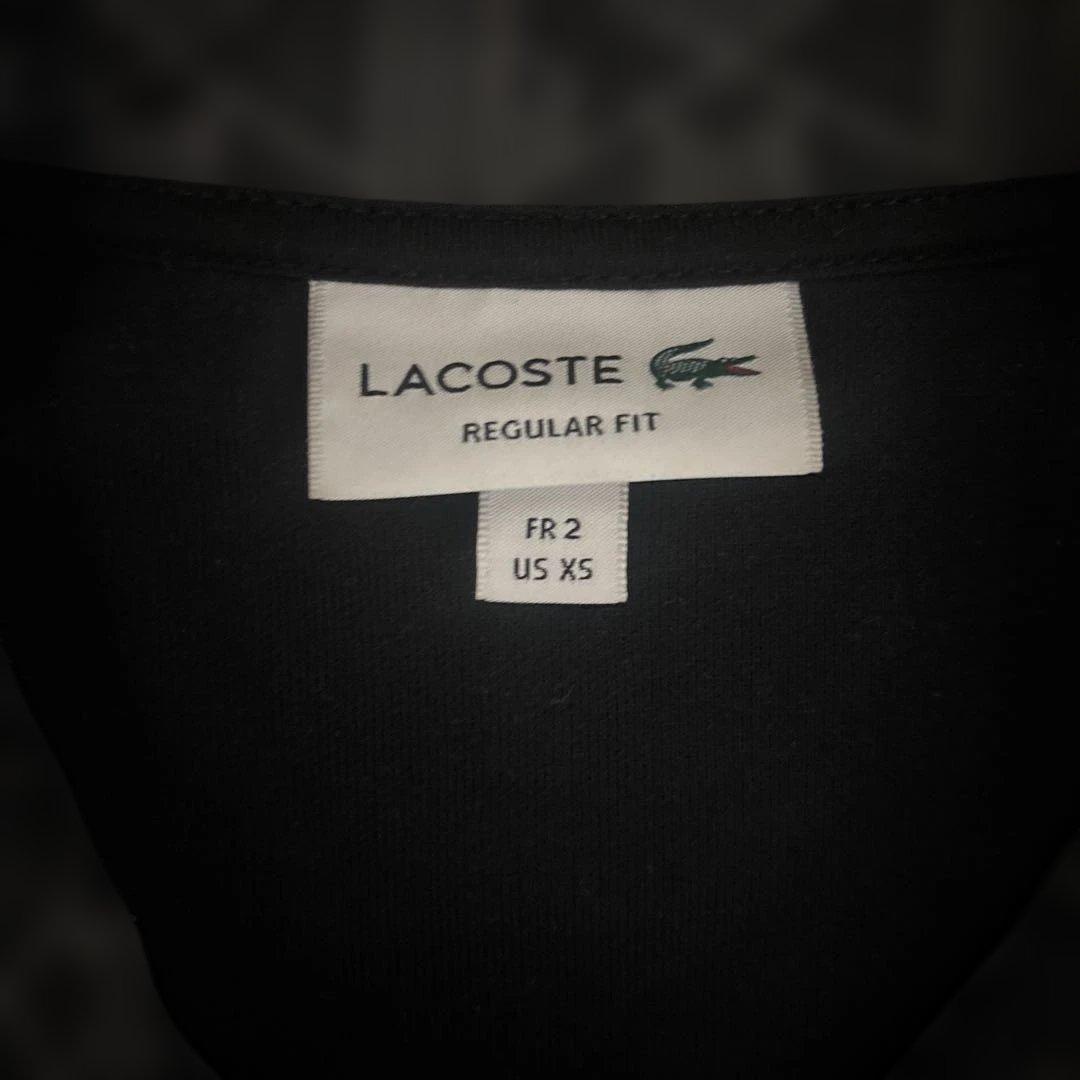 LACOSTE
REGULAR FIT
FR 2
US XS